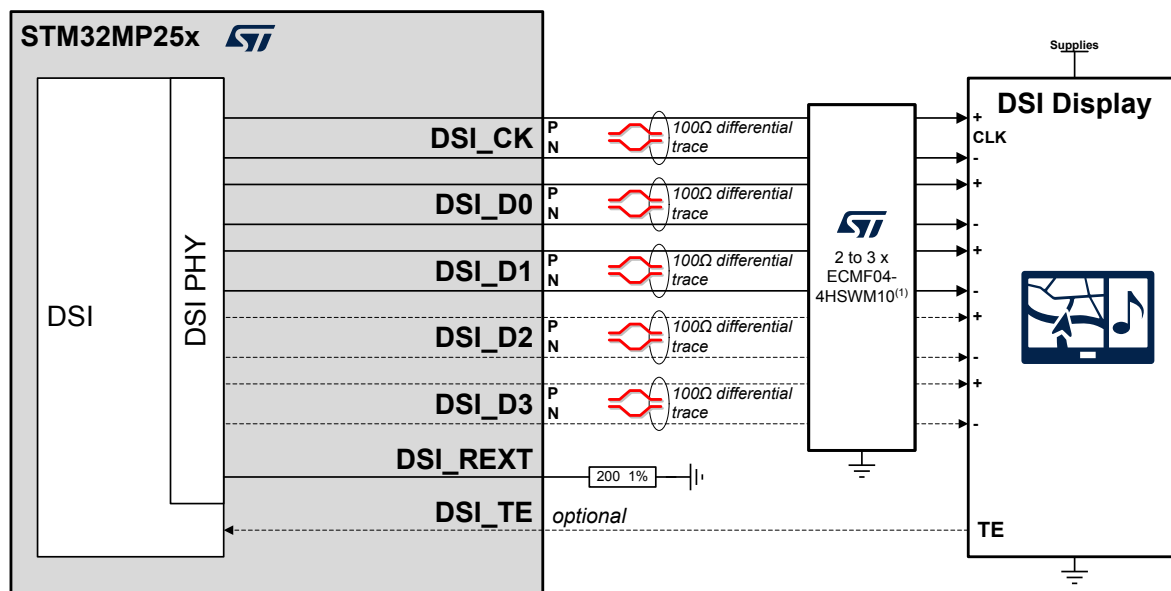 STM32MP25x
Supplies
DSI Display
DSI
DSI PHY
DSI_CK
P
N
100Ω differential
trace
+
CLK
-
DSI_D0
P
N
100Ω differential
trace
+
-
DSI_D1
P
N
100Ω differential
trace
+
-
DSI_D2
P
N
100Ω differential
trace
+
-
DSI_D3
P
N
100Ω differential
trace
+
-
ST
2 to 3 x
ECMF04-
4HSWM10(1)
DSI_REXT
200 1%
DSI_TE optional
TE